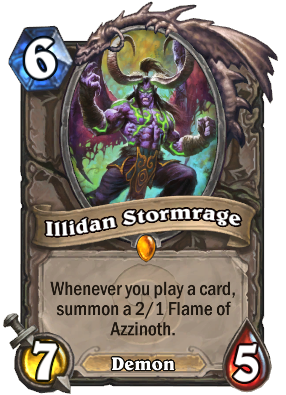 6
Illidan Stormrage
Whenever you play a card,
summon a 2/1 Flame of
Azzinoth.
7
Demon
5